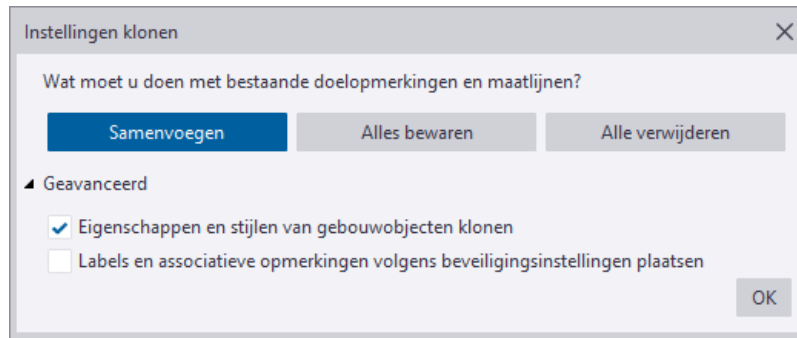 Instellingen klonen
Wat moet u doen met bestaande doelopmerkingen en maatlijnen?
Samenvoegen Alles bewaren Alle verwijderen
Geavanceerd
Eigenschappen en stijlen van gebouwobjecten klonen
Labels en associatieve opmerkingen volgens beveiligingsinstellingen plaatsen
OK